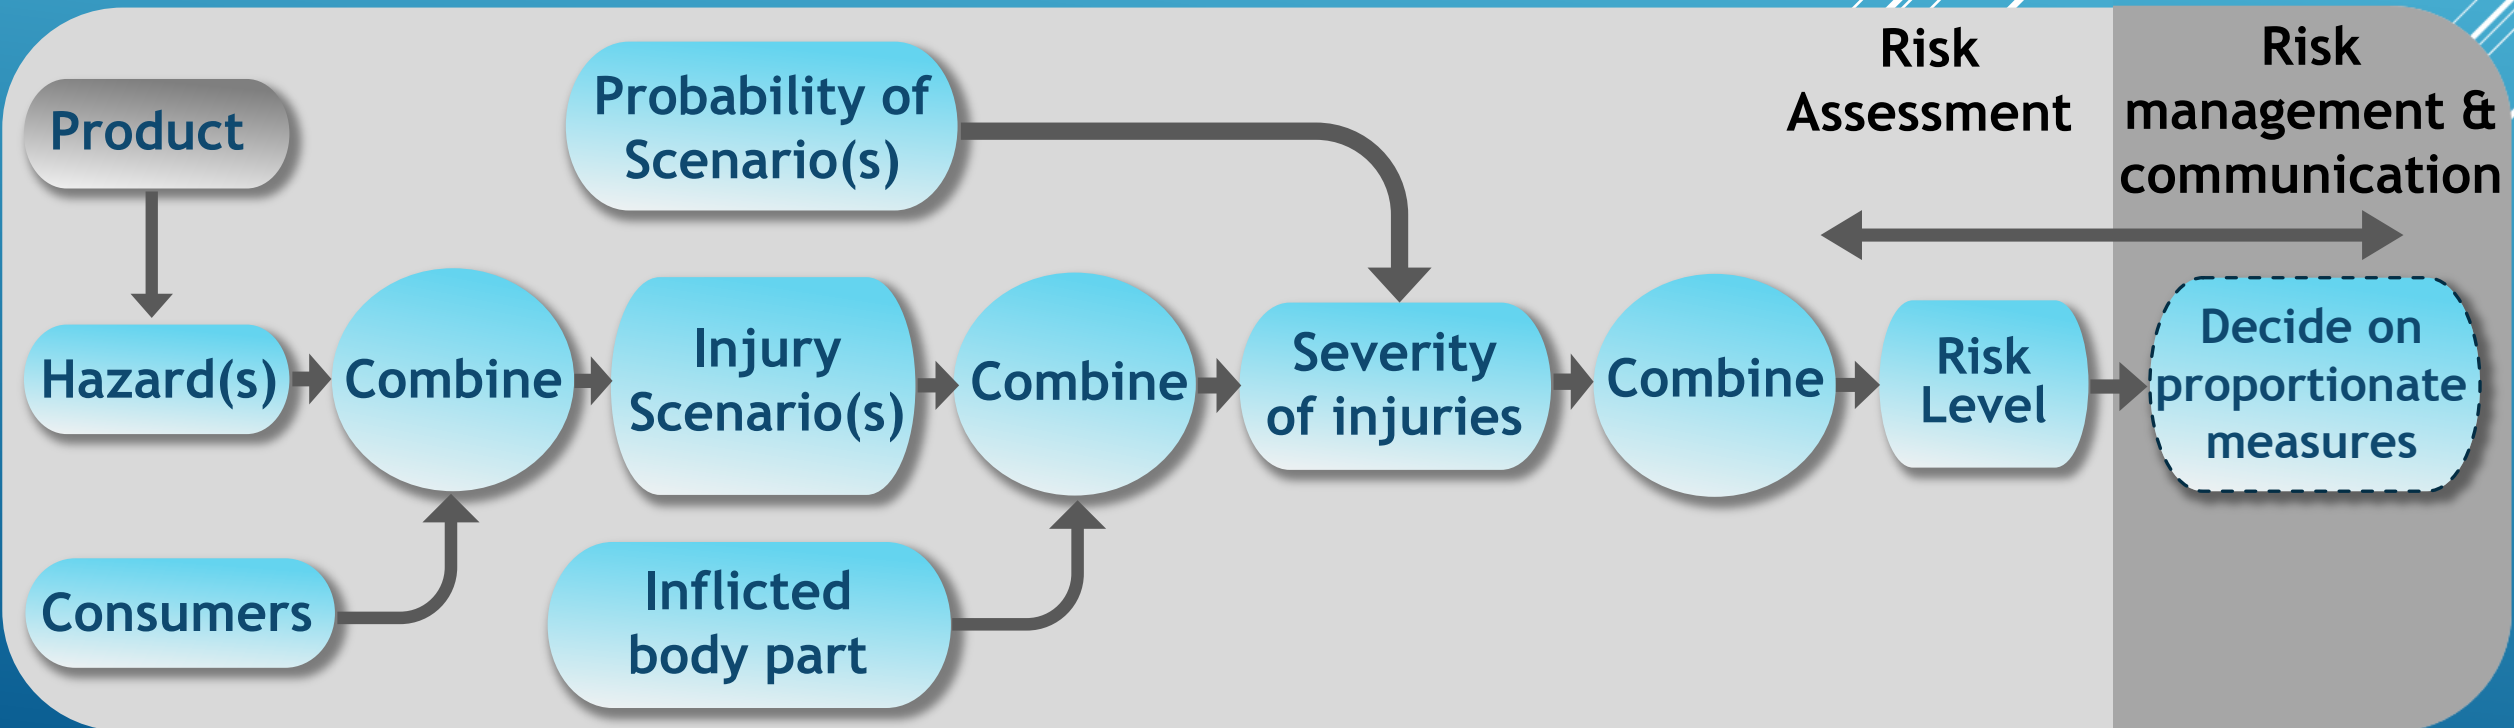 Product
Probability of
Scenario(s)
Risk
Assessment
Risk
management &
communication
Hazard(s)
Combine
Injury
Scenario(s)
Combine
Severity
of injuries
Combine
Risk
Level
Decide on
proportionate
measures
Consumers
Inflicted
body part